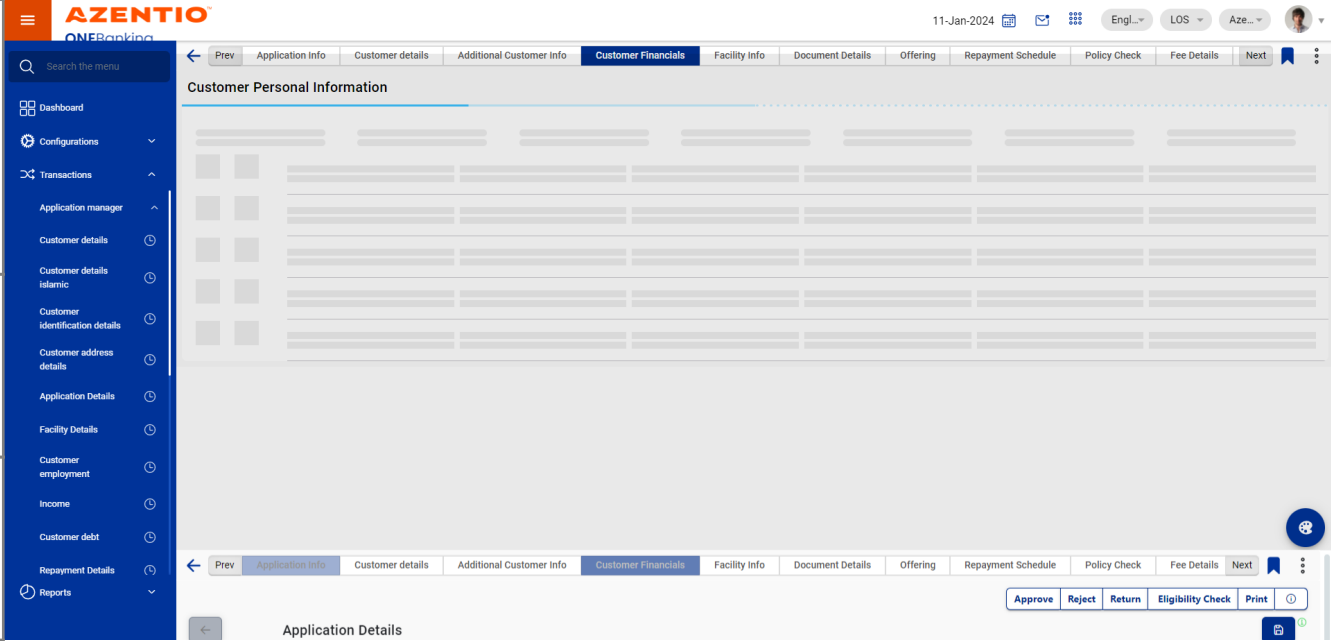 AZENTIO
ONEBanking
11-Jan-2024
Engl...
LOS
Aze...
Search the menu
Dashboard
Configurations
Transactions
Application manager
Customer details
Customer details
islamic
Customer
identification details
Customer address
details
Application Details
Facility Details
Customer
employment
Income
Customer debt
Repayment Details
Reports
Prev Application Info Customer details Additional Customer Info Customer Financials Facility Info Document Details Offering Repayment Schedule Policy Check Fee Details Next
Customer Personal Information
Prev Application Info Customer details Additional Customer Info Customer Financials Facility Info Document Details Offering Repayment Schedule Policy Check Fee Details Next
Approve Reject Return Eligibility Check Print
Application Details